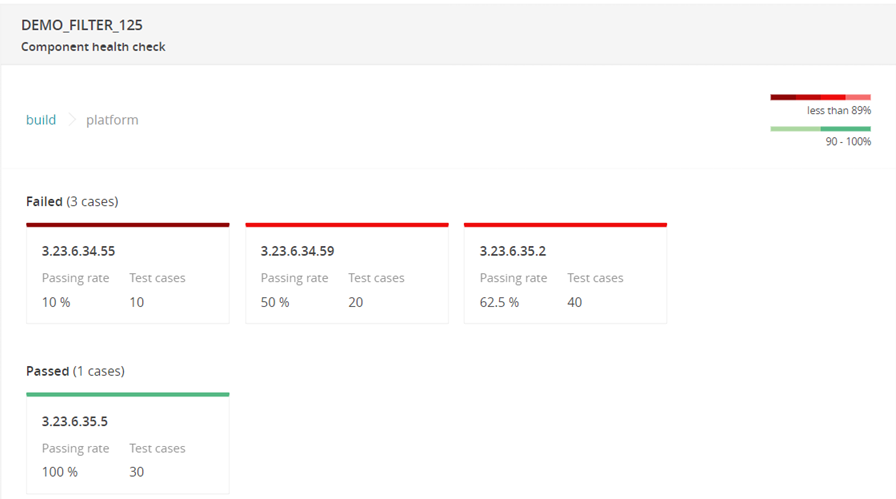 DEMO_FILTER_125
Component health check
build platform
less than 89%
90 - 100%
Failed (3 cases)
3.23.6.34.55 3.23.6.34.59 3.23.6.35.2
Passing rate Test cases Passing rate Test cases Passing rate Test cases
10 % 10 50 % 20 62.5 % 40
Passed (1 cases)
3.23.6.35.5
Passing rate Test cases
100 % 30